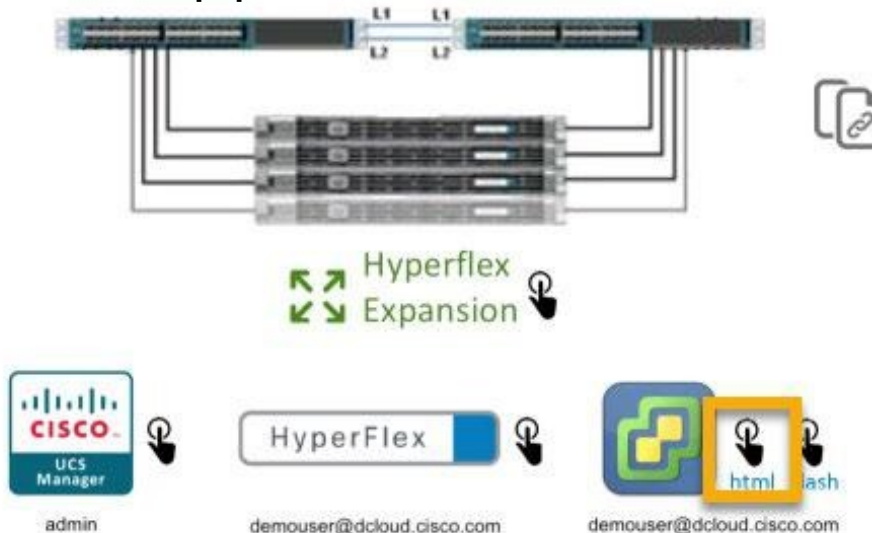 L1 L1
L2 L2
Hyperflex
Expansion
CISCO
UCS
Manager
HyperFlex
html lash
admin
demouser@dcloud.cisco.com
demouser@dcloud.cisco.com